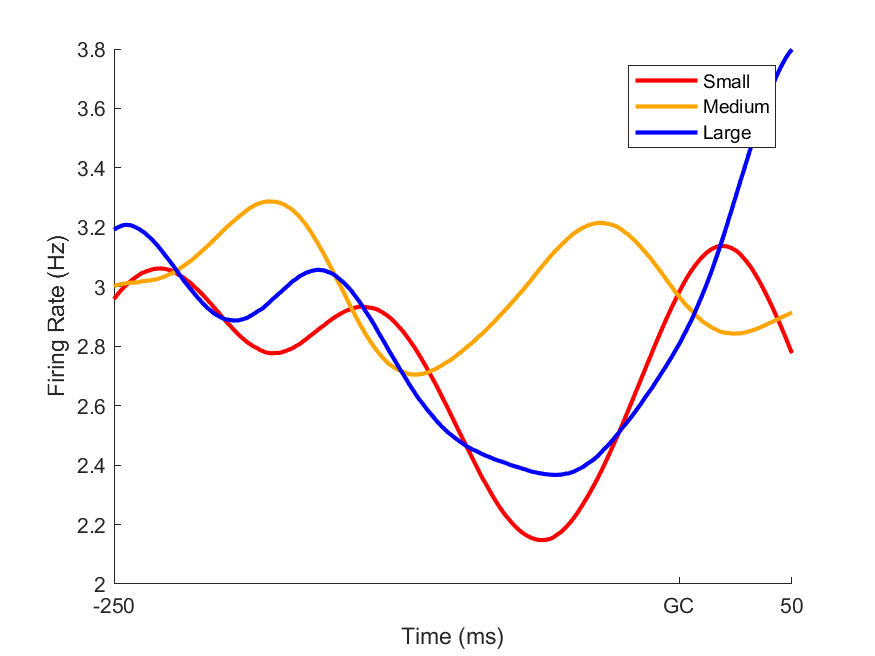 3.8
3.6
3.4
3.2
3
2.8
2.6
2.4
2.2
2
Firing Rate (Hz)
Small
Medium
Large
-250
GC
50
Time (ms)